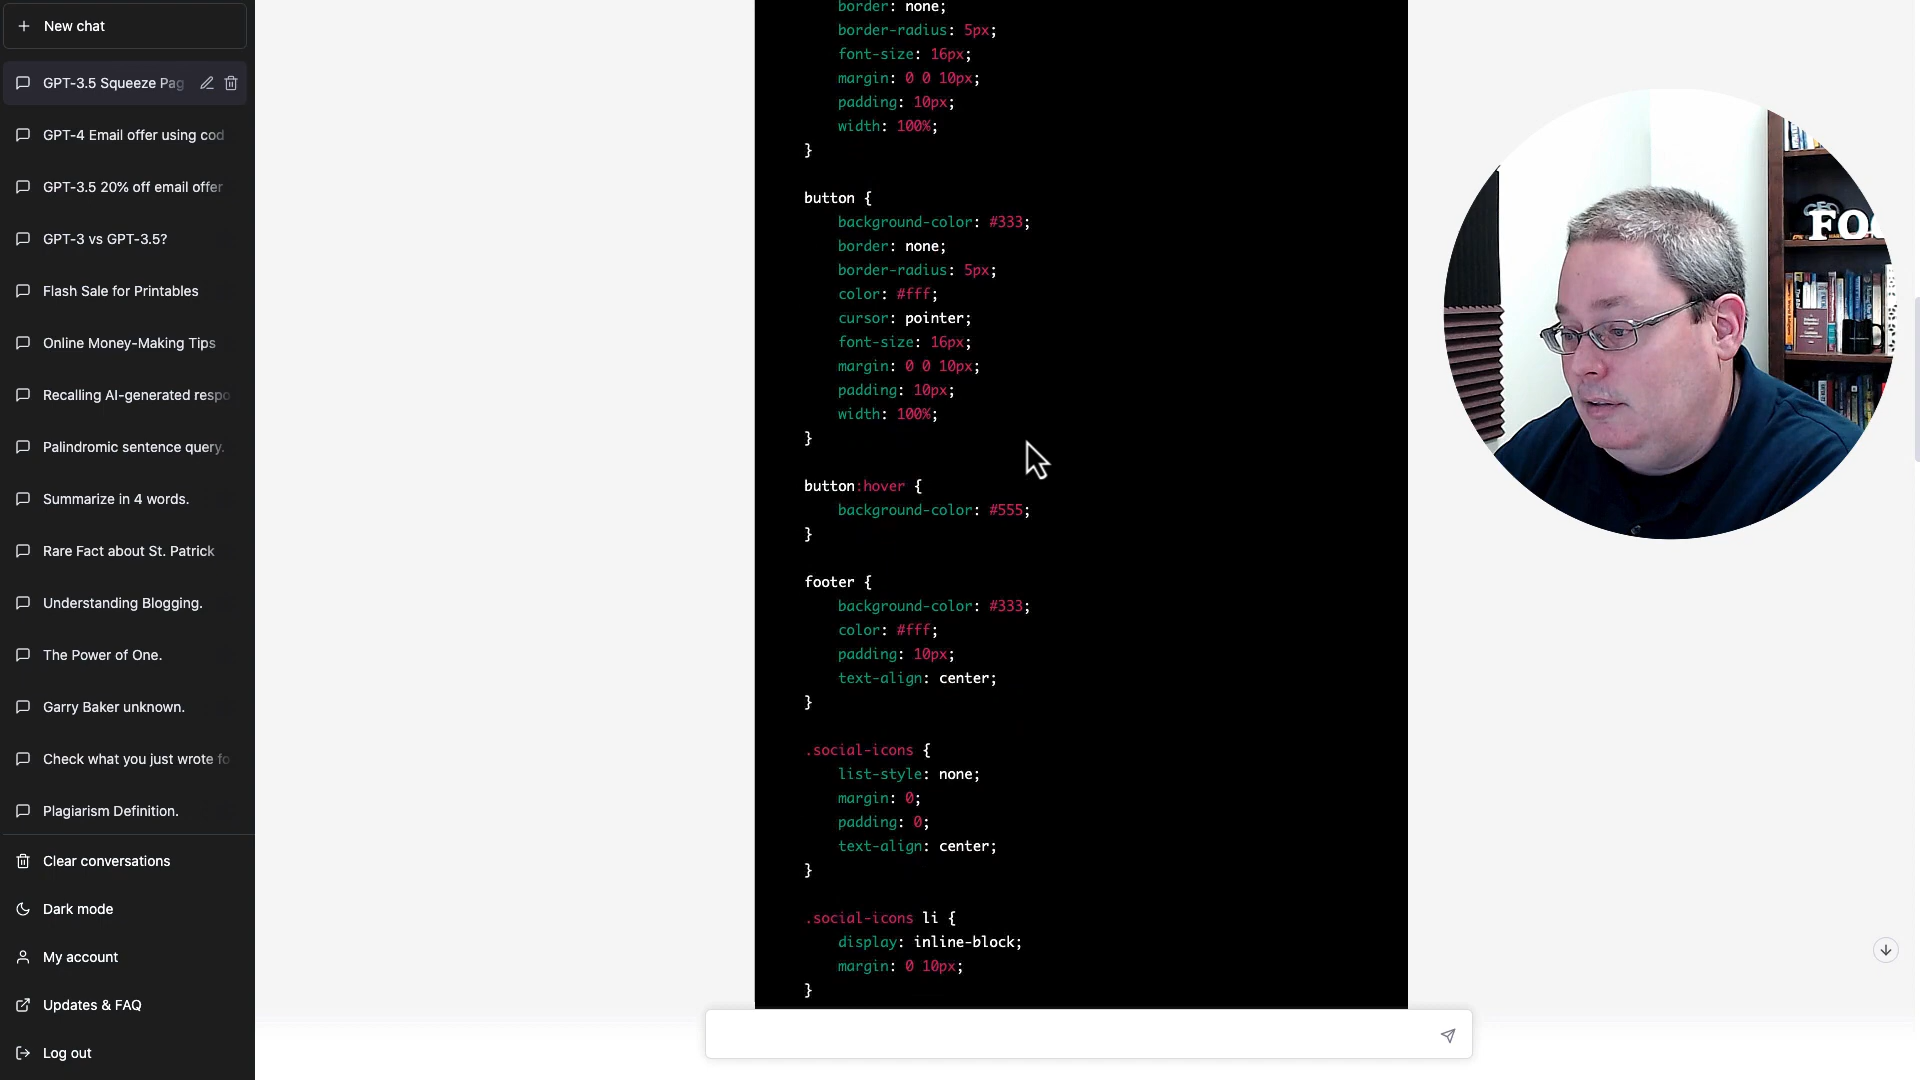 New chat
GPT-3.5 Squeeze Pag
GPT-4 Email offer using cod
GPT-3.5 20% off email offer
GPT-3 vs GPT-3.5?
Flash Sale for Printables
Online Money-Making Tips
Recalling AI-generated respo
Palindromic sentence query.
Summarize in 4 words.
Rare Fact about St. Patrick
Understanding Blogging.
The Power of One.
Garry Baker unknown.
Check what you just wrote fo
Plagiarism Definition.
Clear conversations
Dark mode
My account
Updates & FAQ
Log out
border: none;
border-radius: 5px;
font-size: 16px;
margin: 0 0 10px;
padding: 10px;
width: 100%;
}
button {
background-color: #333;
border: none;
border-radius: 5px;
color: #fff;
cursor: pointer;
font-size: 16px;
margin: 0 0 10px;
padding: 10px;
width: 100%;
}
button:hover {
background-color: #555;
}
footer {
background-color: #333;
color: #fff;
padding: 10px;
text-align: center;
}
.social-icons {
list-style: none;
margin: 0;
padding: 0;
text-align: center;
}
.social-icons li {
display: inline-block;
margin: 0 10px;
}
FOC